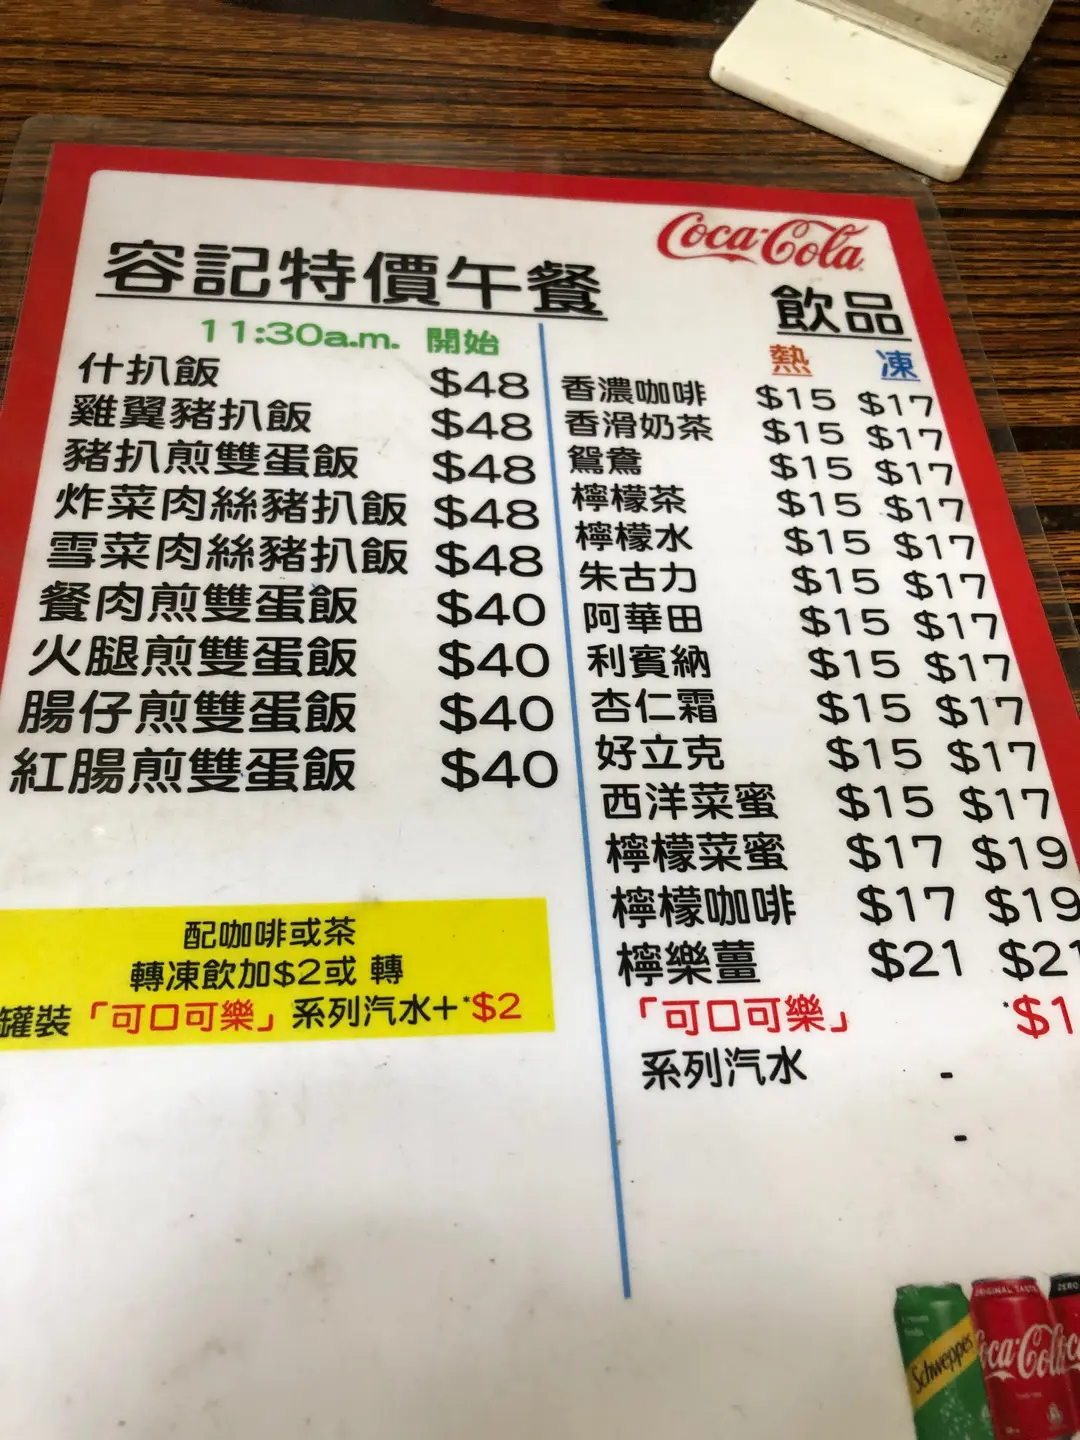 Coca-Cola
容記特價午餐
11:30a.m. 開始
什扒飯 $48
雞翼豬扒飯 $48
豬扒煎雙蛋飯 $48
炸菜肉絲豬扒飯 $48
雪菜肉絲豬扒飯 $48
餐肉煎雙蛋飯 $40
火腿煎雙蛋飯 $40
腸仔煎雙蛋飯 $40
紅腸煎雙蛋飯 $40
配咖啡或茶
轉凍飲加$2或 轉
罐裝「可口可樂」系列汽水+*$2
飲品
熱 凍
香濃咖啡 $15 $17
香滑奶茶 $15 $17
鴛鴦 $15 $17
檸檬茶 $15 $17
檸檬水 $15 $17
朱古力 $15 $17
阿華田 $15 $17
利賓納 $15 $17
杏仁霜 $15 $17
好立克 $15 $17
西洋菜蜜 $15 $17
檸檬菜蜜 $17 $19
檸檬咖啡 $17 $19
檸樂薑 $21 $21
「可口可樂」 *$1
系列汽水 -
-
Schweppes
ORIGINAL TASTE
Coca-Cola
ZERO